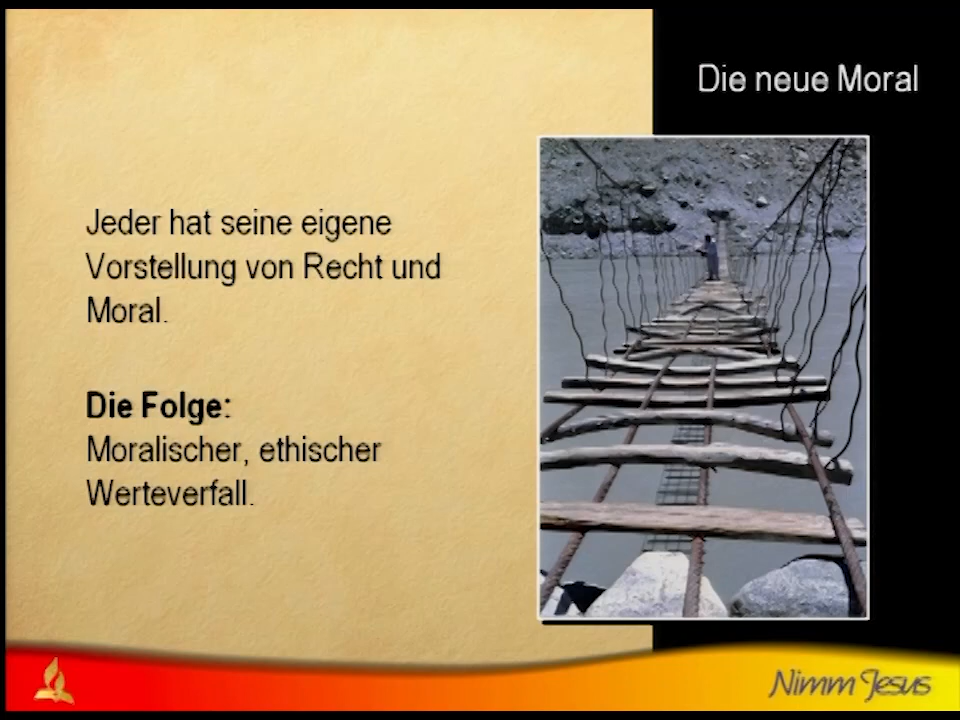 Die neue Moral
Jeder hat seine eigene
Vorstellung von Recht und
Moral.
Die Folge:
Moralischer, ethischer
Werteverfall.
Nimm Jesus